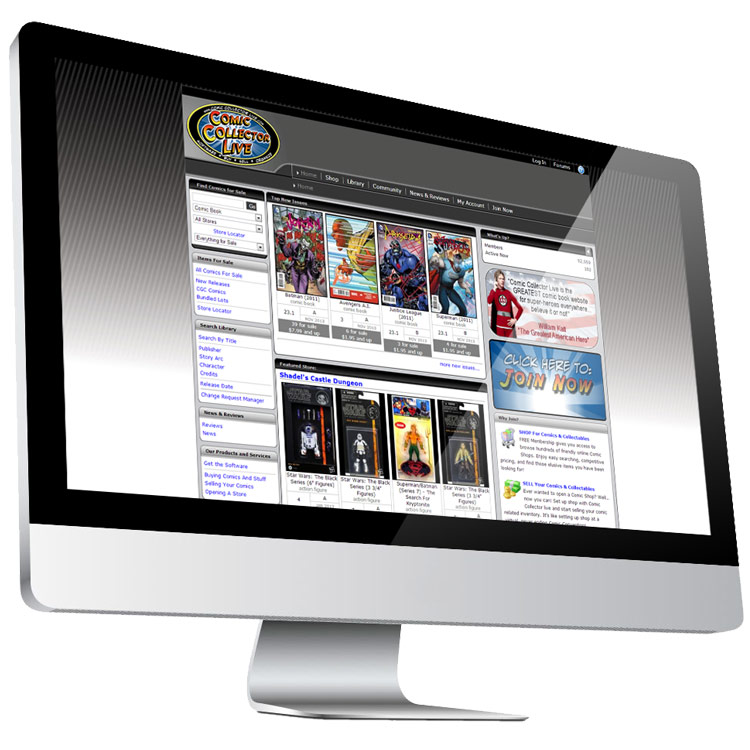 COMIC
COLLECTOR
LIVE
Log In
Forums
Home
Shop
Library
Community
News & Reviews
My Account
Join Now
Home
Find Comics for Sale
Go
Comic Book
All Stores
Store Locator
Everything for Sale
Items For Sale
All Comics For Sale
New Releases
CGC Comics
Bundled Lots
Store Locator
Search Library
Search By Title
Publisher
Story Arc
Character
Credits
Release Date
Change Request Manager
News & Reviews
Reviews
News
Our Products and Services
Get the Software
Buying Comics And Stuff
Selling Your Comics
Opening A Store
Top New Issues
Batman (2011)
comic book
23.1 A
nov 2013
39 for sale
$7.96 and up
Avengers A.I.
comic book
3 A
nov 2013
6 for sale
$1.95 and up
Justice League
(2011)
comic book
23.1 B
nov 2013
3 for sale
$1.95 and up
Superman (2011)
comic book
23.1 B
nov 2013
4 for sale
$1.95 and up
more new issues...
Featured Store:
Shadel's Castle Dungeon
Star Wars: The Black
Series (6" Figures)
action figure
4 A
Star Wars: The Black
Series (3 3/4"
Figures)
action figure
Superman/Batman
(Series 7) - The
Search For
Kryptonite
action figure
Star Wars: The Black
Series (3 3/4"
Figures)
action figure
What's Up?
Members
Active Now
"Comic Collector Live is the
GREATEST comic book website
for super-heroes everywhere,
believe it or not!"
William Katt
"The Greatest American Hero"
CLICK HERE TO:
JOIN NOW
Why Join?
SHOP For Comics & Collectables
FREE Membership gives you access to
browse hundreds of friendly online Comic
Shops. Enjoy easy searching, competitive
pricing, and find those elusive items you have been
looking for!
SELL Your Comics & Collectables
Ever wanted to open a Comic Shop? Well,
now you can! Set up shop with Comic
Collector live and start selling your comic
related inventory. It's like setting up shop at a